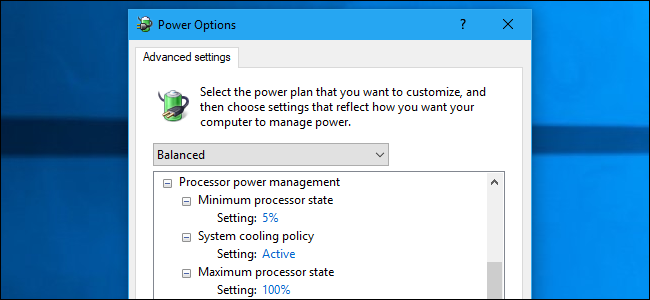 Power Options
?
Advanced settings
Select the power plan that you want to customize, and
then choose settings that reflect how you want your
computer to manage power.
Balanced
Processor power management
Minimum processor state
Setting: 5%
System cooling policy
Setting: Active
Maximum processor state
Setting: 100%